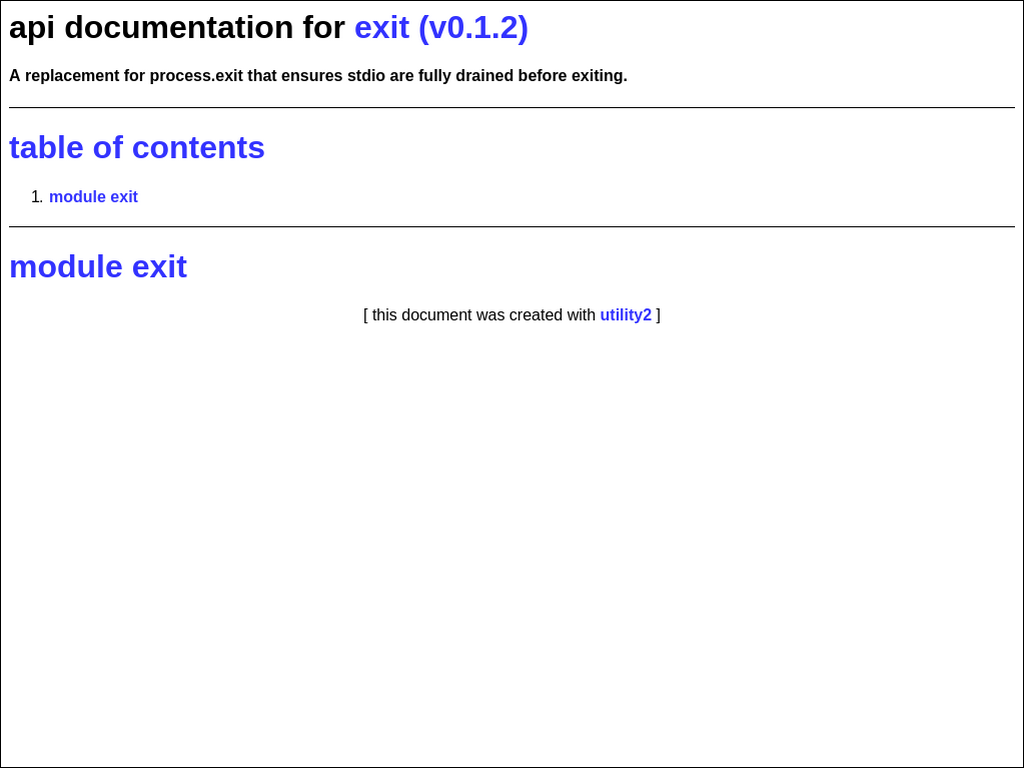 api documentation for exit (v0.1.2)
A replacement for process.exit that ensures stdio are fully drained before exiting.
table of contents
1. module exit
module exit
[ this document was created with utility2 ]